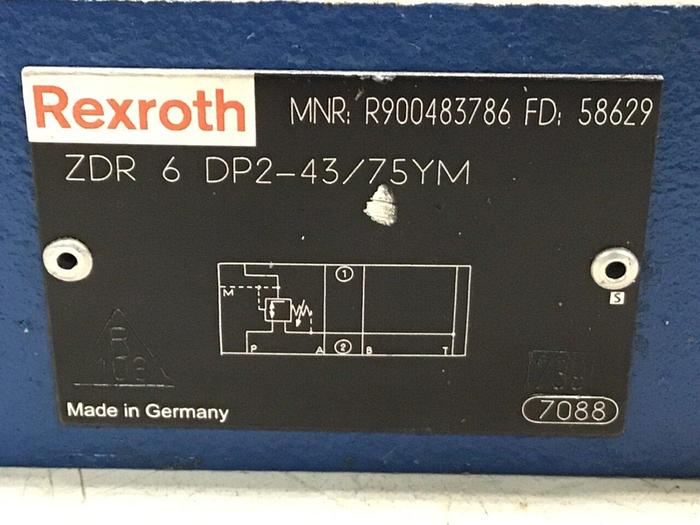 Rexroth MNR: R900483786 FD: 58629
ZDR 6 DP2-43/75YM
1
M
P A 2 B T
S
Made in Germany
7088